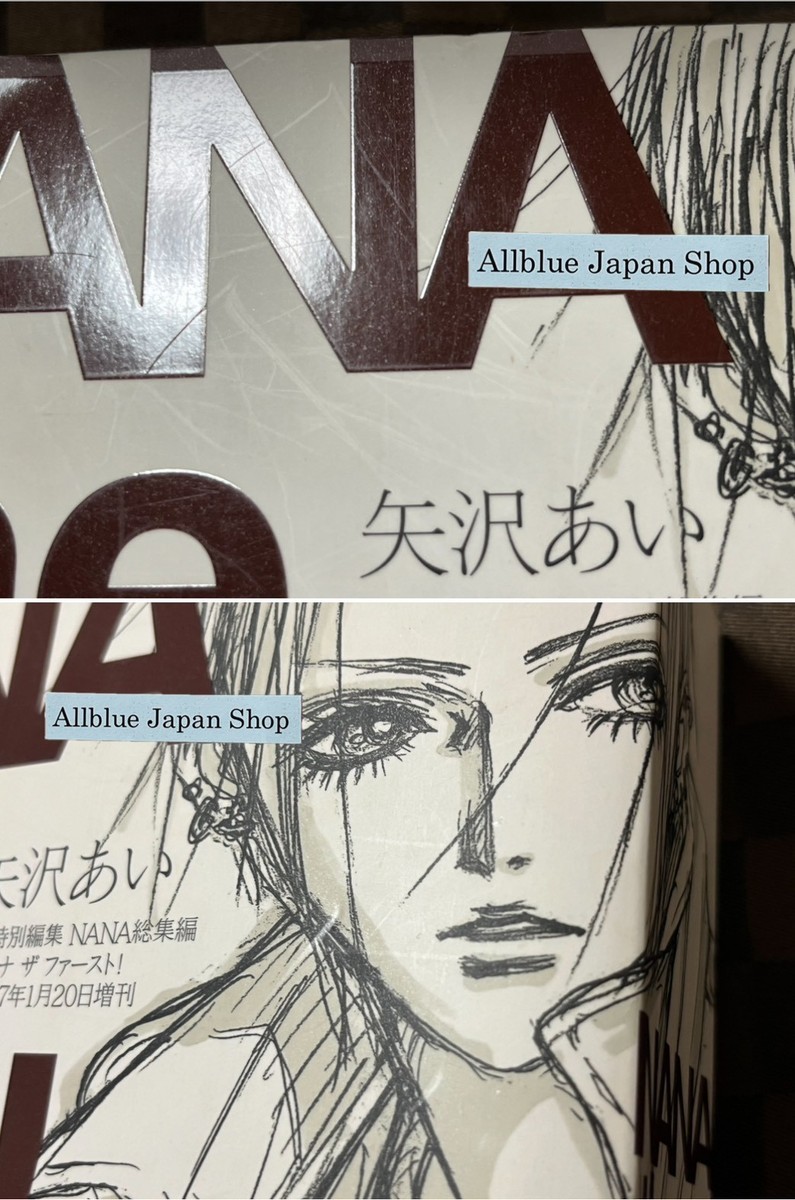 ANA
Allblue Japan Shop
e
矢沢あい
NA
Allblue Japan Shop
矢沢あい
特別編集 NANA総集編
ナ ザ ファースト!
7年1月20日増刊
NANA